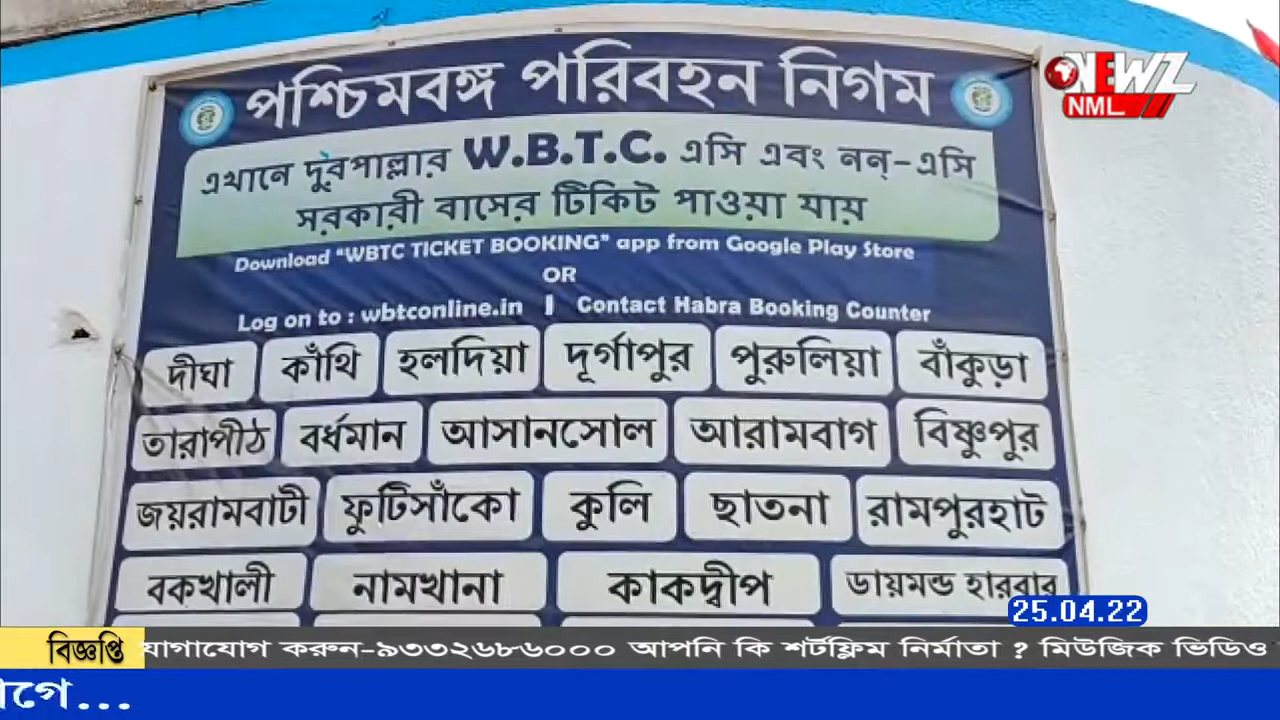 পশ্চিমবঙ্গ পরিবহন নিগম
NEWZ
NML
এখানে দুরপাল্লার W.B.T.C. এসি এবং নন্-এসি
সরকারী বাসের টিকিট পাওয়া যায়
Download "WBTC TICKET BOOKING" app from Google Play Store
OR
Log on to : wbtconline.in | Contact Habra Booking Counter
দীঘা কাঁথি হলদিয়া দূর্গাপুর পুরুলিয়া বাঁকুড়া
তারাপীঠ বর্ধমান আসানসোল আরামবাগ বিষ্ণুপুর
জয়রামবাটী ফুটিসাঁকো কুলি ছাতনা রামপুরহাট
বকখালী নামখানা কাকদ্বীপ ডায়মন্ড হারবার
25.04.22
বিজ্ঞপ্তি যাগাযোগ করুন-৯৩৩২৬৮৬০০০ আপনি কি শর্টফ্লিম নির্মাতা ? মিউজিক ভিডিও
গে...